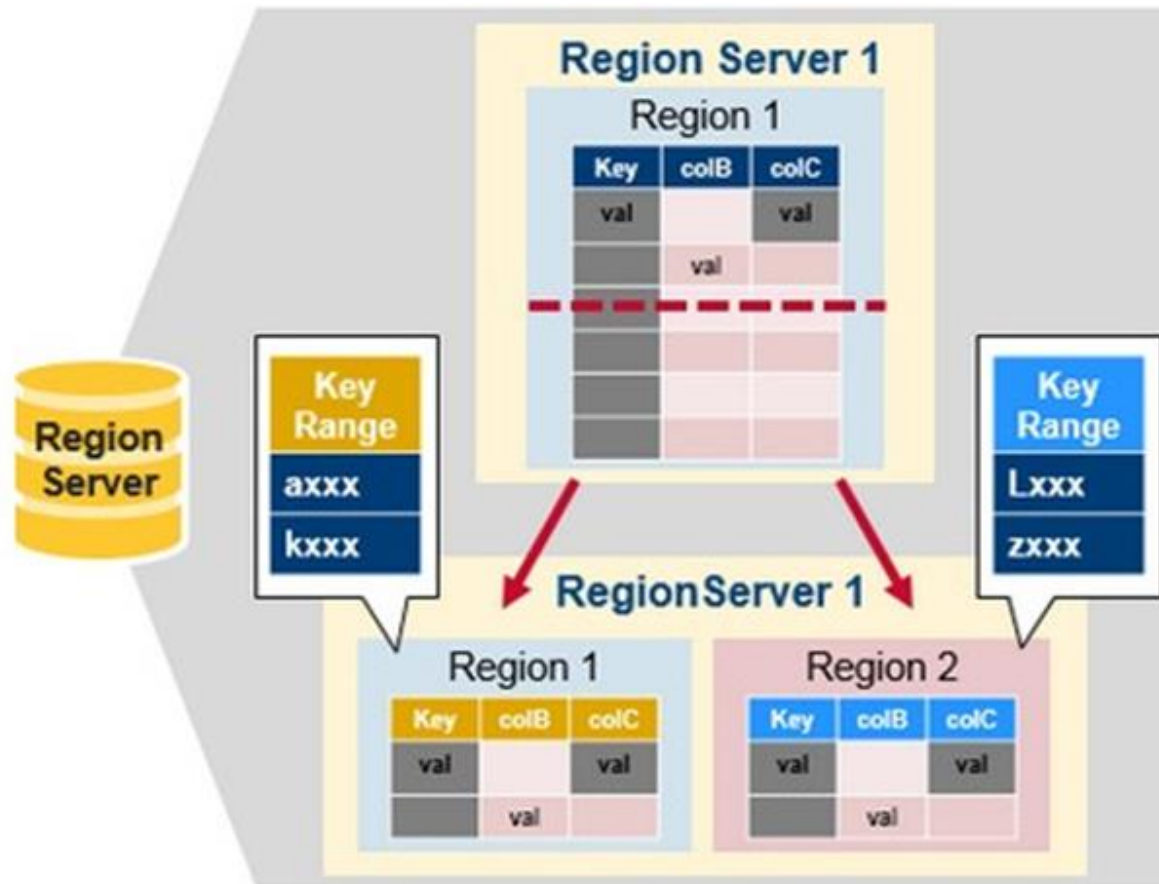 Region Server 1
Region 1
Key colB colC
val val
val
Region
Server
Key
Range
axxx
kxxx
Key
Range
Lxxx
zxxx
RegionServer 1
Region 1
Key colB colC
val val
val
Region 2
Key colB colC
val val
val